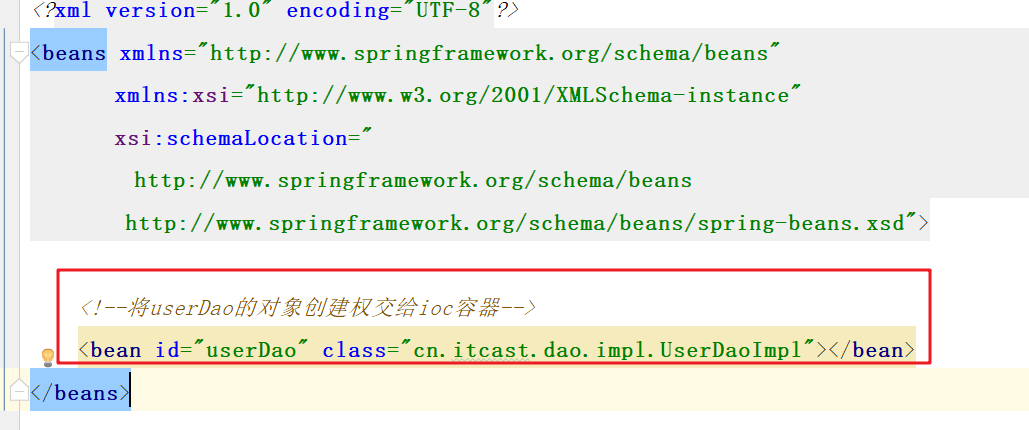 <?xml version="1.0" encoding="UTF-8"?>
<beans xmlns="http://www.springframework.org/schema/beans"
xmlns:xsi="http://www.w3.org/2001/XMLSchema-instance"
xsi:schemaLocation="
http://www.springframework.org/schema/beans
http://www.springframework.org/schema/beans/spring-beans.xsd">
<!--将userDao的对象创建权交给ioc容器-->
<bean id="userDao" class="cn.itcast.dao.impl.UserDaoImpl"></bean>
</beans>